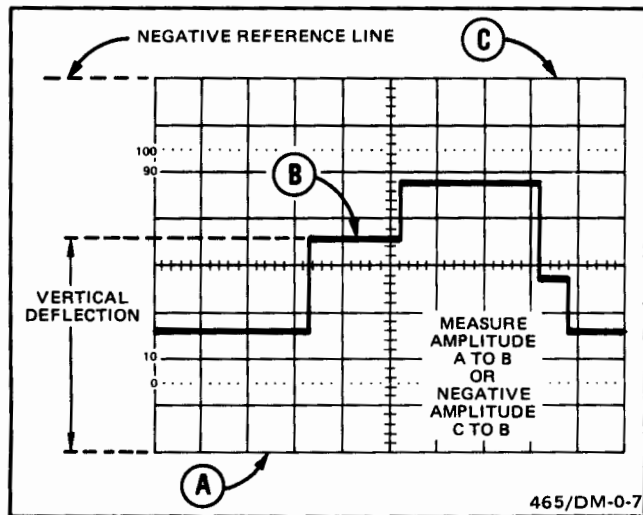 NEGATIVE REFERENCE LINE
C
100
90
B
VERTICAL
DEFLECTION
MEASURE
AMPLITUDE
A TO B
OR
NEGATIVE
AMPLITUDE
C TO B
10
0
A
465/DM-0-7